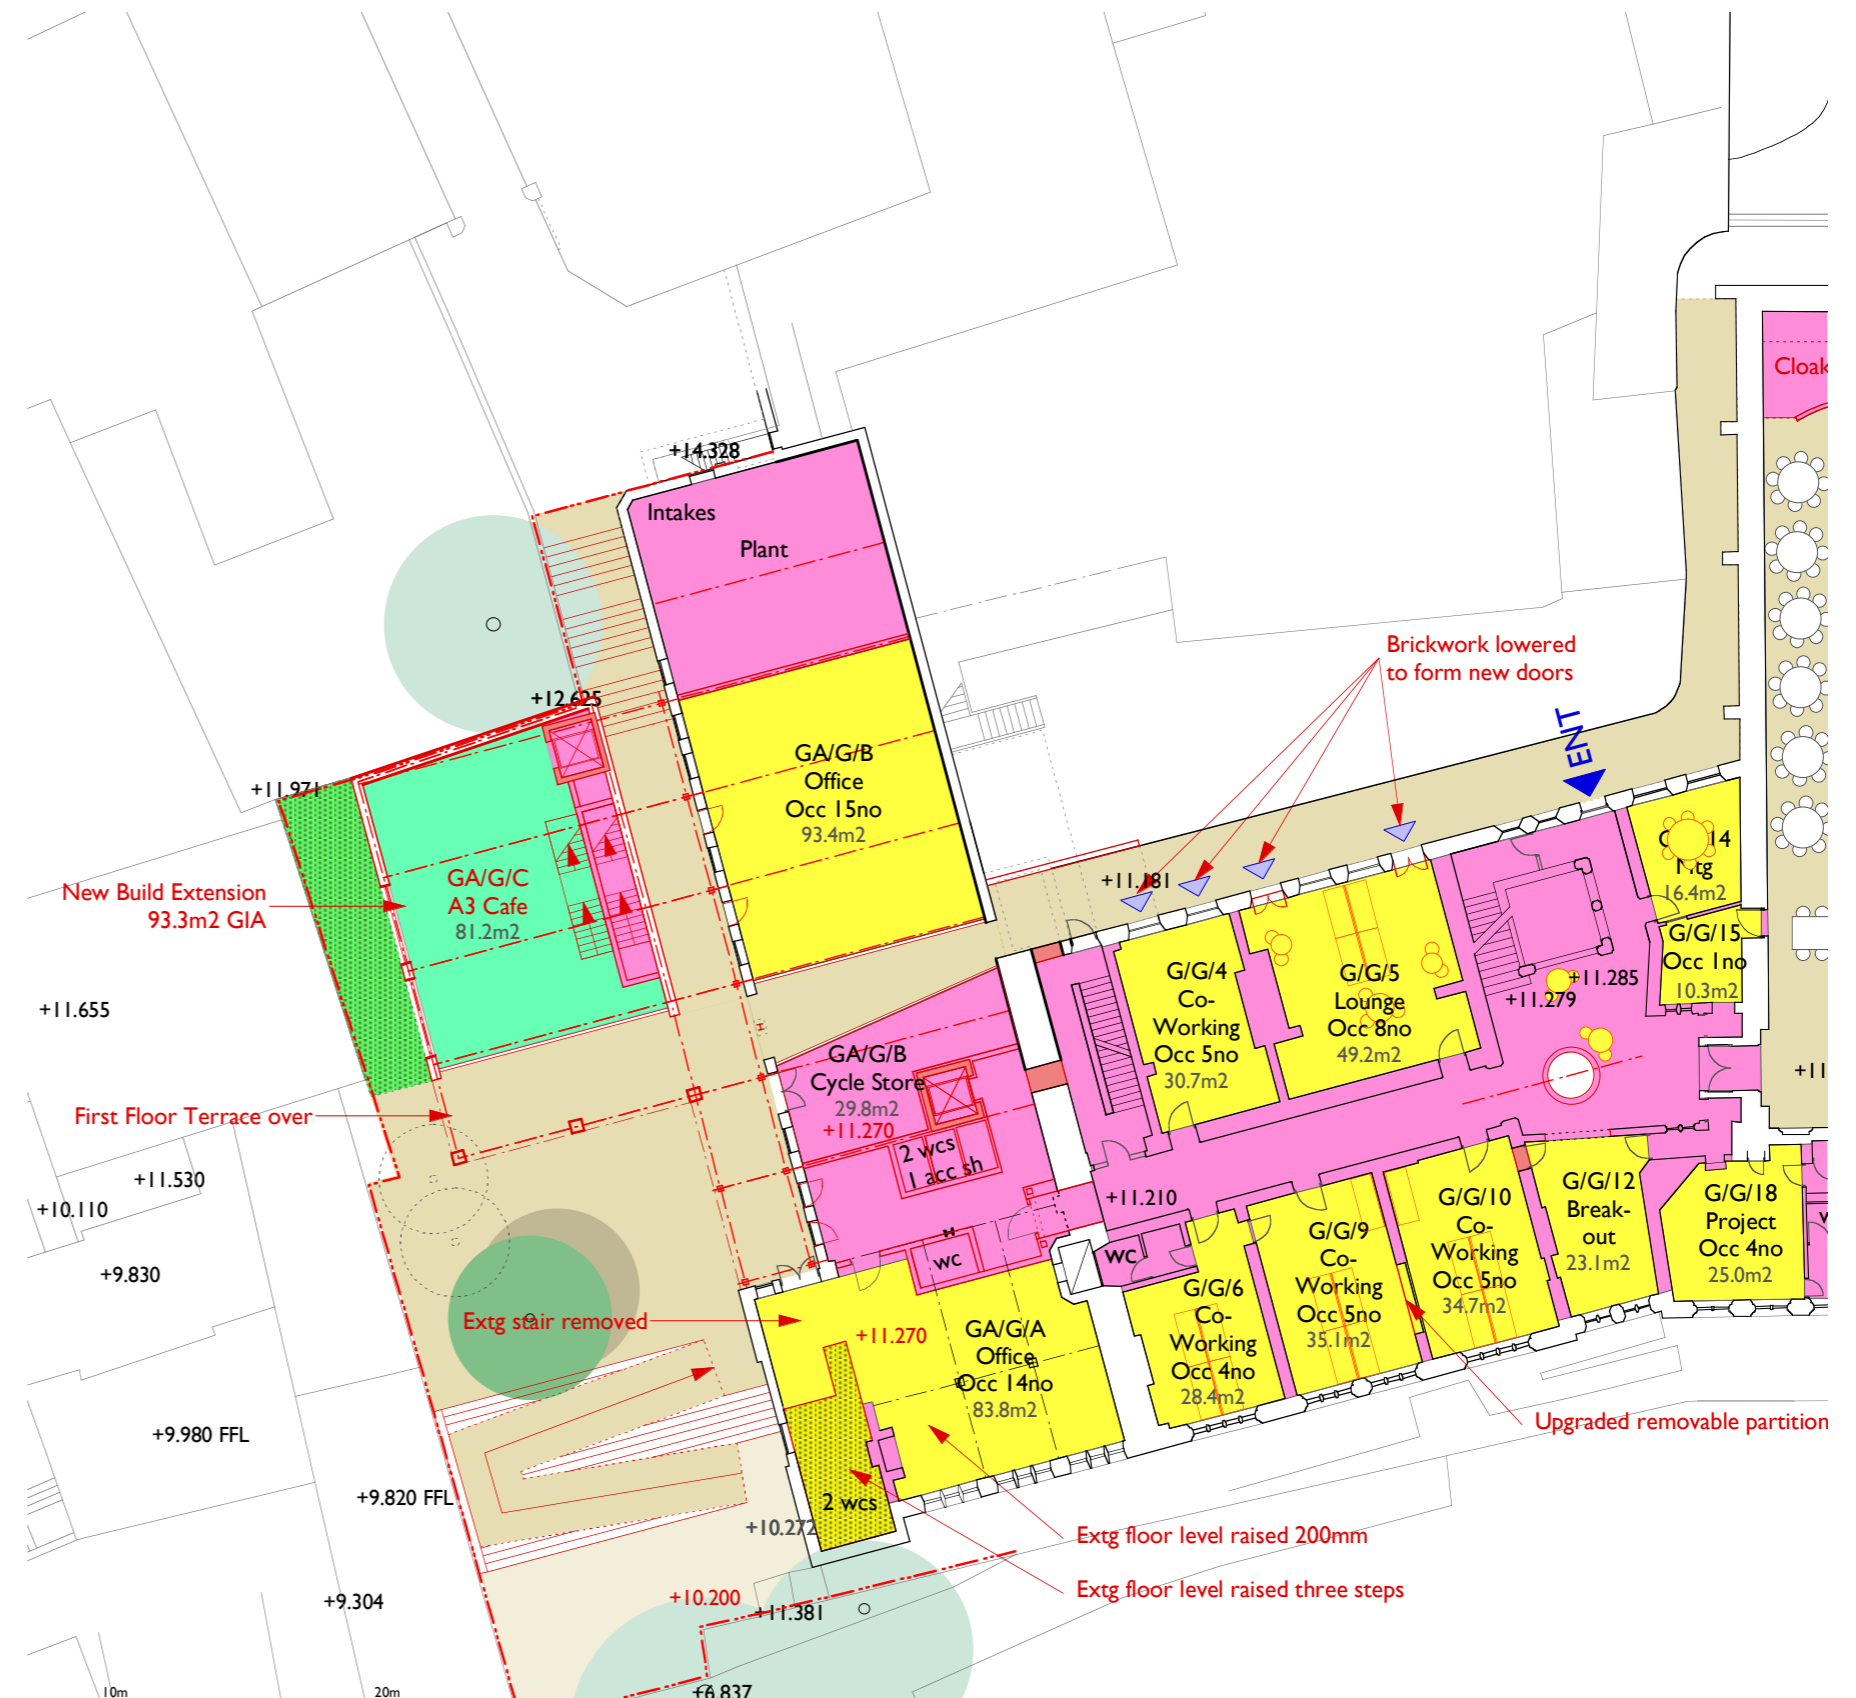 Cloak
+14.328
Intakes
Plant
Brickwork lowered
to form new doors
+12.625
ENT
GA/G/B
Office
Occ 15no
93.4m2
+11.971
14
Mtg
16.4m2
New Build Extension
93.3m2 GIA
GA/G/C
A3 Cafe
81.2m2
+11.181
G/G/15
Occ 1no
10.3m2
G/G/4
Co-
Working
Occ 5no
30.7m2
G/G/5
Lounge
Occ 8no
49.2m2
+11.285
+11.279
+11.655
GA/G/B
Cycle Store
29.8m2
+11.270
+11
First Floor Terrace over
2 wcs
1 acc sh
+11.530
+10.110
+11.210
G/G/12
Break-
out
23.1m2
G/G/18
Project
Occ 4no
25.0m2
G/G/10
Co-
Working
Occ 5no
34.7m2
G/G/9
Co-
Working
Occ 5no
35.1m2
wc
wc
+9.830
G/G/6
Co-
Working
Occ 4no
28.4m2
Extg stair removed
+11.270
GA/G/A
Office
Occ 14no
83.8m2
Upgraded removable partition
+9.980 FFL
+9.820 FFL
2 wcs
+10.272
Extg floor level raised 200mm
Extg floor level raised three steps
+9.304
+10.200
+11.381
10m
20m
+6.837